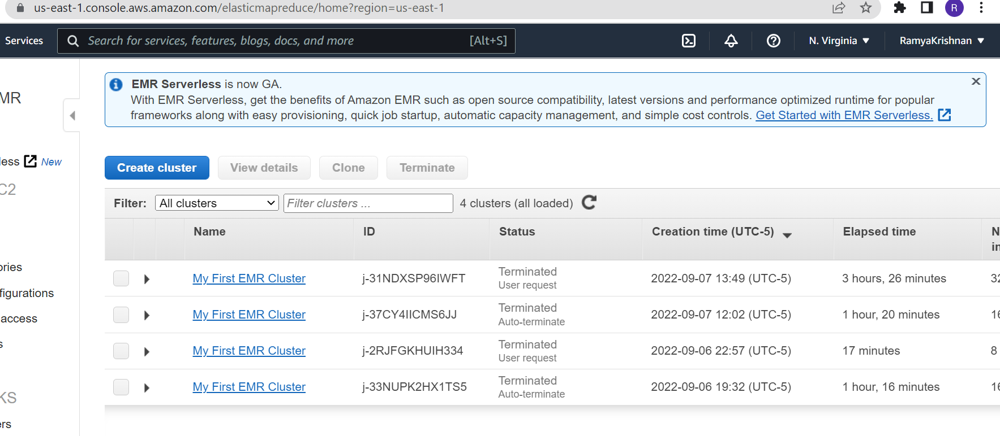 us-east-1.console.aws.amazon.com/elasticmapreduce/home?region=us-east-1
R
Services
Search for services, features, blogs, docs, and more
[Alt+S]
N. Virginia
RamyaKrishnan
MR
EMR Serverless is now GA.
With EMR Serverless, get the benefits of Amazon EMR such as open source compatibility, latest versions and performance optimized runtime for popular
frameworks along with easy provisioning, quick job startup, automatic capacity management, and simple cost controls. Get Started with EMR Serverless.
less New
C2
ories
figurations
access
s
KS
ers
Create cluster View details Clone Terminate
Filter: All clusters Filter clusters ... 4 clusters (all loaded)
Name ID Status Creation time (UTC-5) Elapsed time N
in
My First EMR Cluster j-31NDXSP96IWFT Terminated 2022-09-07 13:49 (UTC-5) 3 hours, 26 minutes 32
User request
My First EMR Cluster j-37CY4IICMS6JJ Terminated 2022-09-07 12:02 (UTC-5) 1 hour, 20 minutes 16
Auto-terminate
My First EMR Cluster j-2RJFGKHUIH334 Terminated 2022-09-06 22:57 (UTC-5) 17 minutes 8
User request
My First EMR Cluster j-33NUPK2HX1TS5 Terminated 2022-09-06 19:32 (UTC-5) 1 hour, 16 minutes 16
Auto-terminate